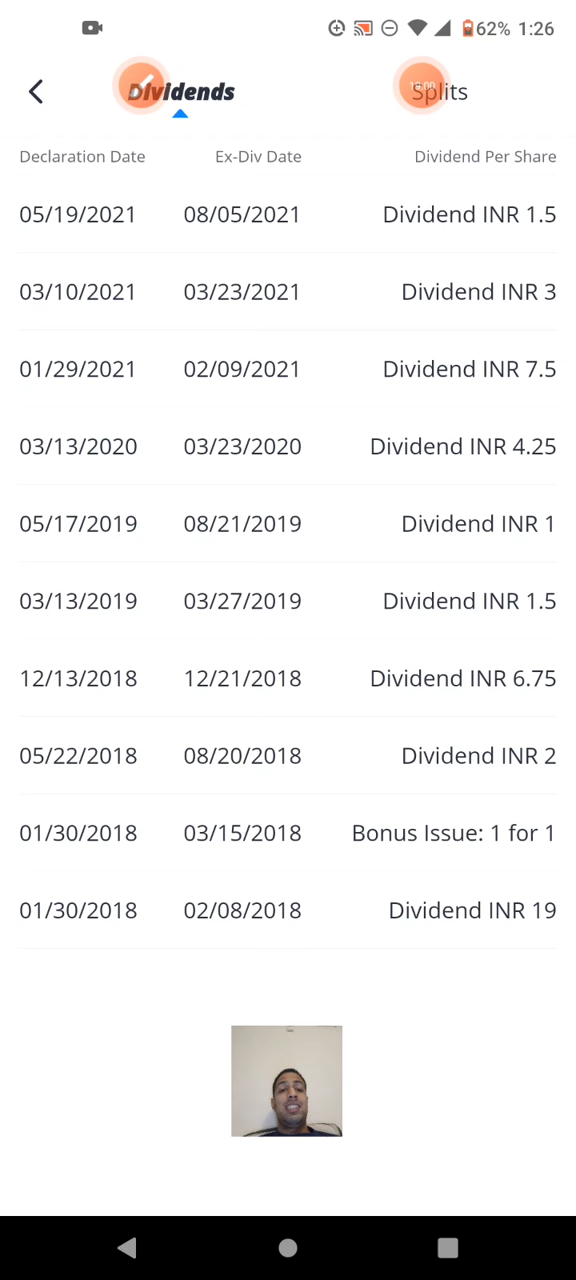 62% 1:26
Dividends Splits
Declaration Date Ex-Div Date Dividend Per Share
05/19/2021 08/05/2021 Dividend INR 1.5
03/10/2021 03/23/2021 Dividend INR 3
01/29/2021 02/09/2021 Dividend INR 7.5
03/13/2020 03/23/2020 Dividend INR 4.25
05/17/2019 08/21/2019 Dividend INR 1
03/13/2019 03/27/2019 Dividend INR 1.5
12/13/2018 12/21/2018 Dividend INR 6.75
05/22/2018 08/20/2018 Dividend INR 2
01/30/2018 03/15/2018 Bonus Issue: 1 for 1
01/30/2018 02/08/2018 Dividend INR 19